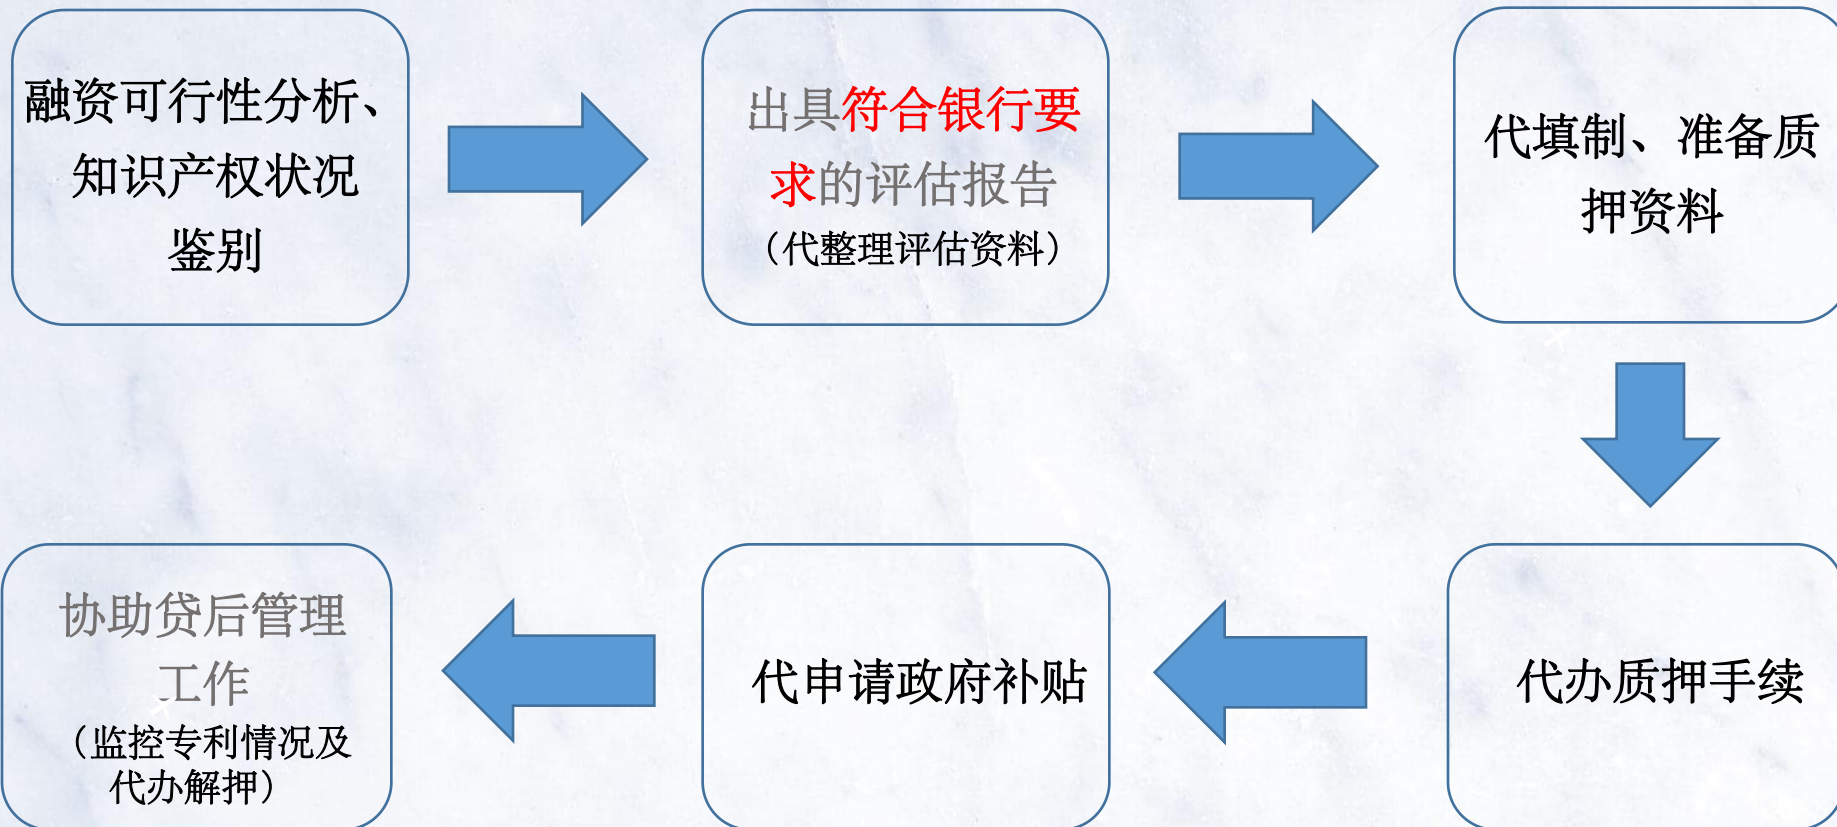 融资可行性分析、
知识产权状况
鉴别
出具符合银行要
求的评估报告
（代整理评估资料）
代填制、准备质
押资料
代办质押手续
代申请政府补贴
协助贷后管理
工作
（监控专利情况及
代办解押）